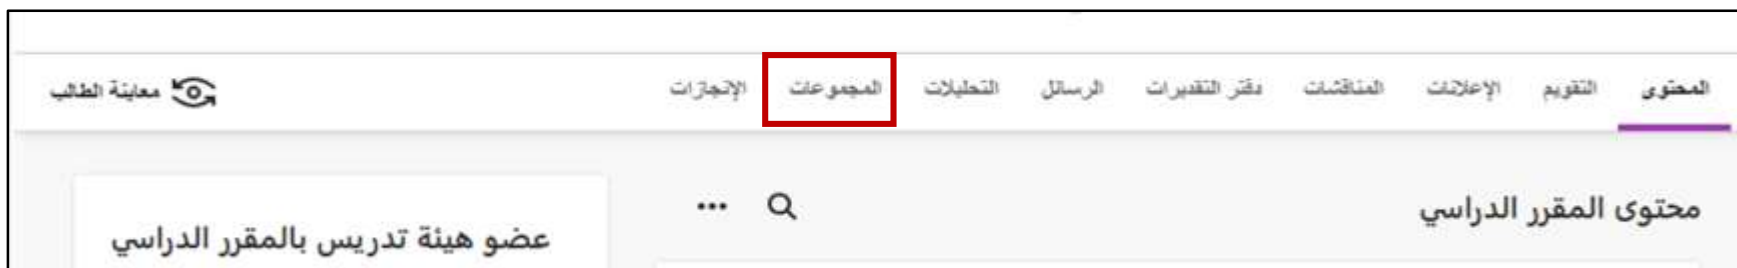 المحتوى التقويم الإعلانات المناقشات دفتر التقديرات الرسائل التحليلات المجموعات الإنجازات معاينة الطالب
محتوى المقرر الدراسي
عضو هيئة تدريس بالمقرر الدراسي